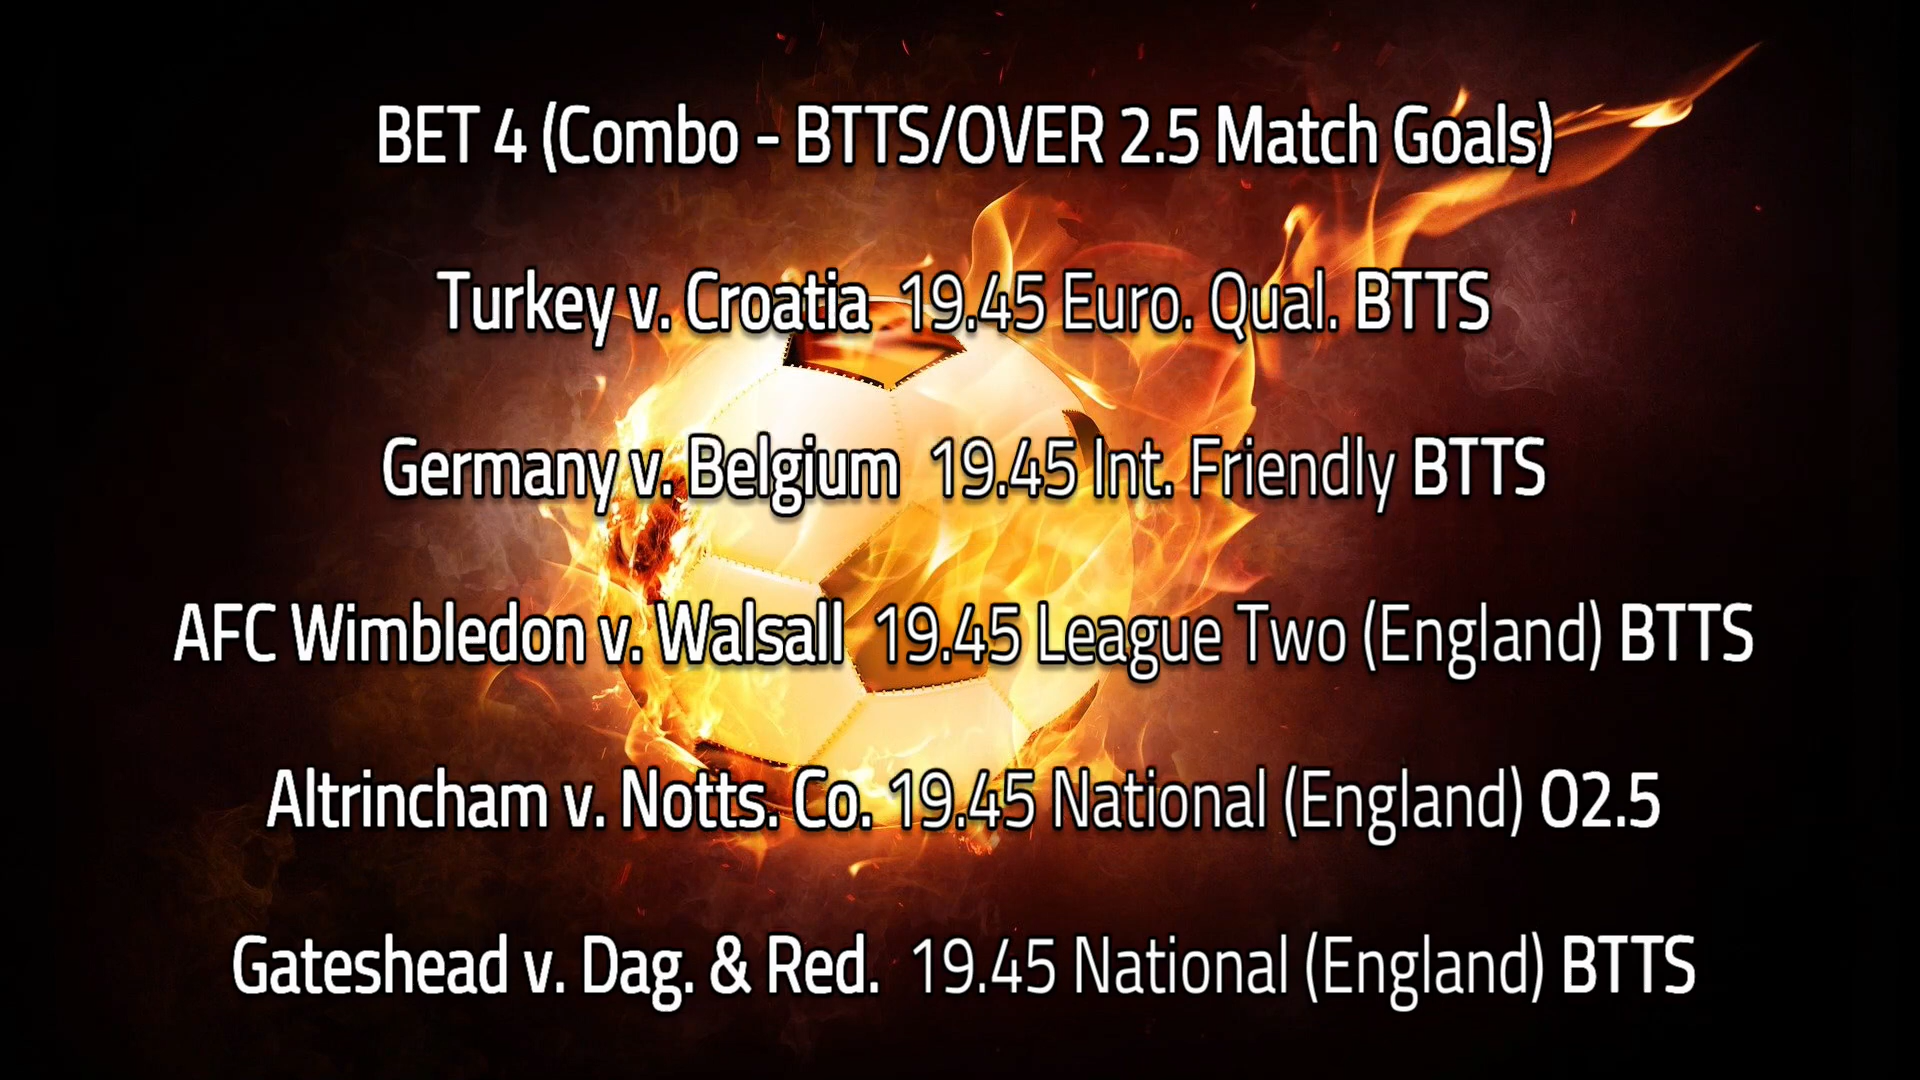 BET 4 (Combo - BTTS/OVER 2.5 Match Goals)
Turkey v. Croatia 19.45 Euro. Qual. BTTS
Germany v. Belgium 19.45 Int. Friendly BTTS
AFC Wimbledon v. Walsall 19.45 League Two (England) BTTS
Altrincham v. Notts. Co. 19.45 National (England) O2.5
Gateshead v. Dag. & Red. 19.45 National (England) BTTS